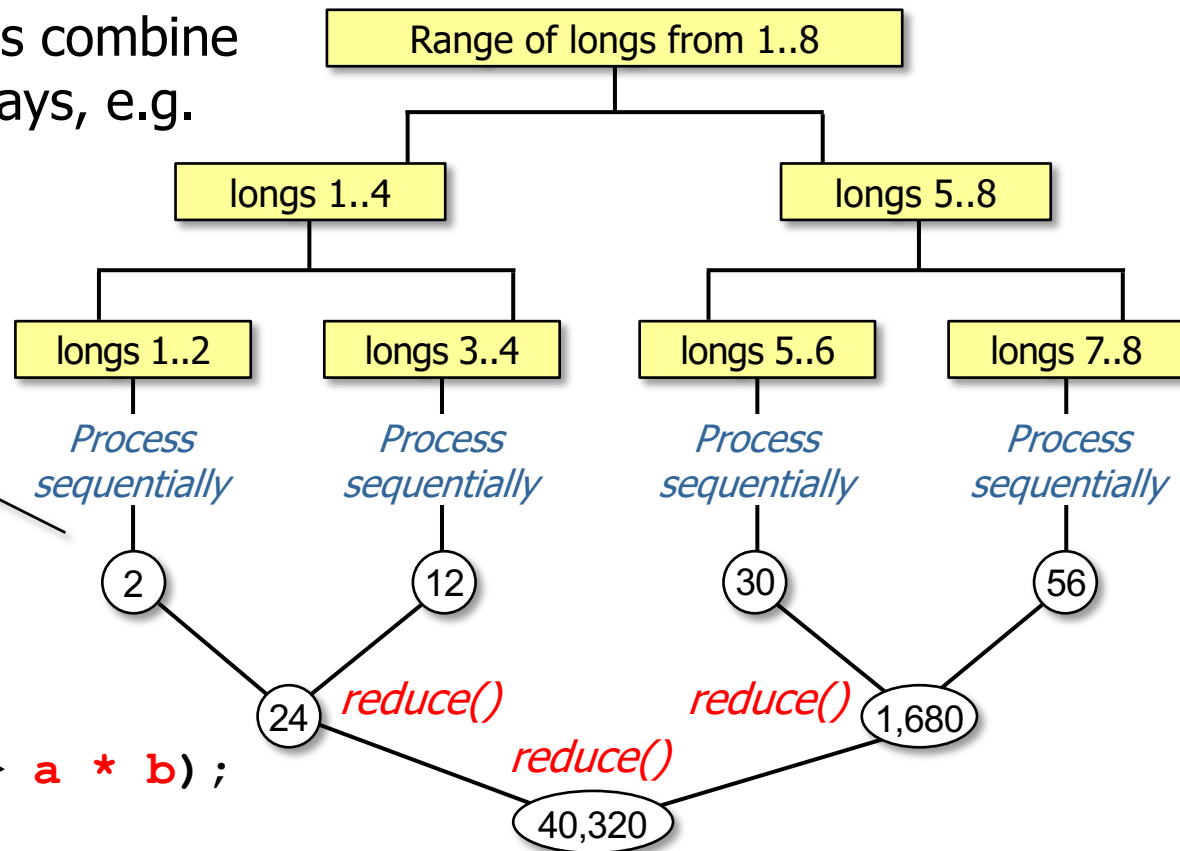 s combine
ays, e.g.
Range of longs from 1..8
longs 1..4
longs 5..8
longs 1..2
longs 3..4
longs 5..6
longs 7..8
Process
sequentially
Process
sequentially
Process
sequentially
Process
sequentially
2
12
30
56
24
reduce()
reduce()
1,680
reduce()
a * b);
40,320